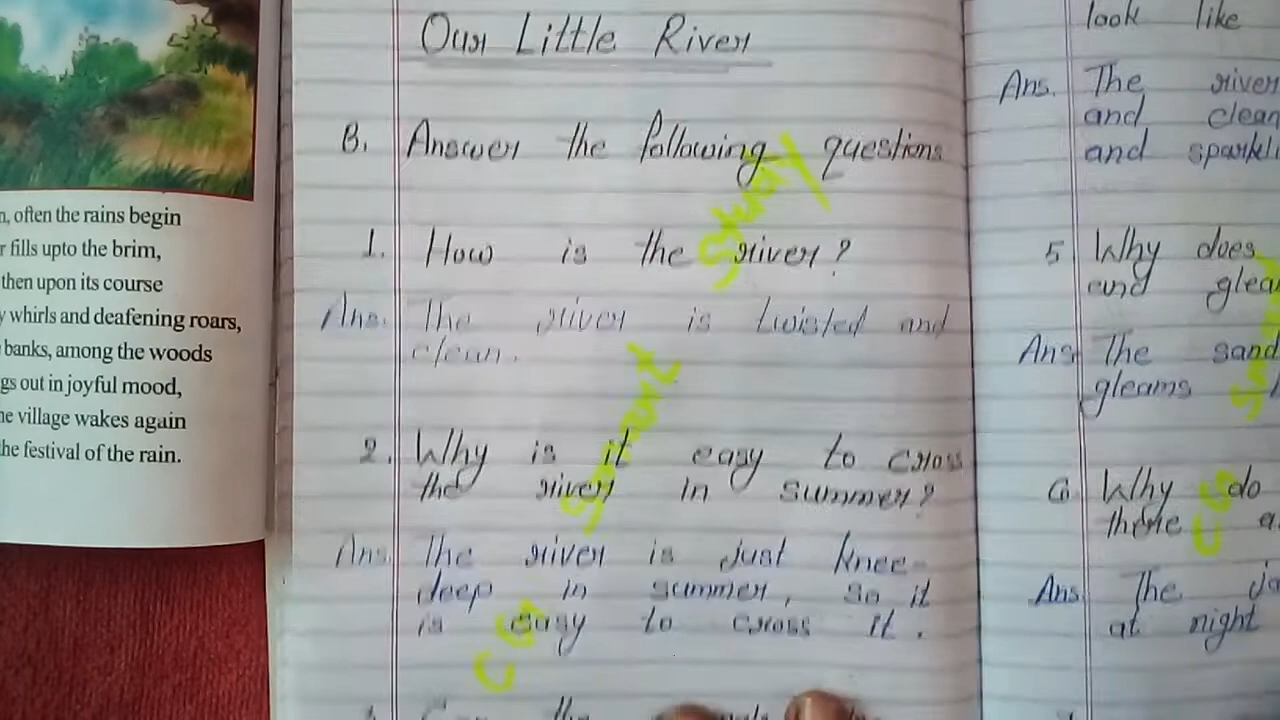 n, often the rains begin
r fills upto the brim,
then upon its course
y whirls and deafening roars,
banks, among the woods
gs out in joyful mood,
he village wakes again
he festival of the rain.
Our Little River
B. Answer the following questions
1. How is the river?
Ans. The river is twisted and
clean.
2. Why is it easy to cross
the river in summer?
Ans. The river is just knee-
deep in summer, so it
is easy to cross it.
look like
Ans. The river
and clean
and sparkli
5 Why does
and glea
Ans The sand
gleams
6 Why do
there a
Ans The ja
at night